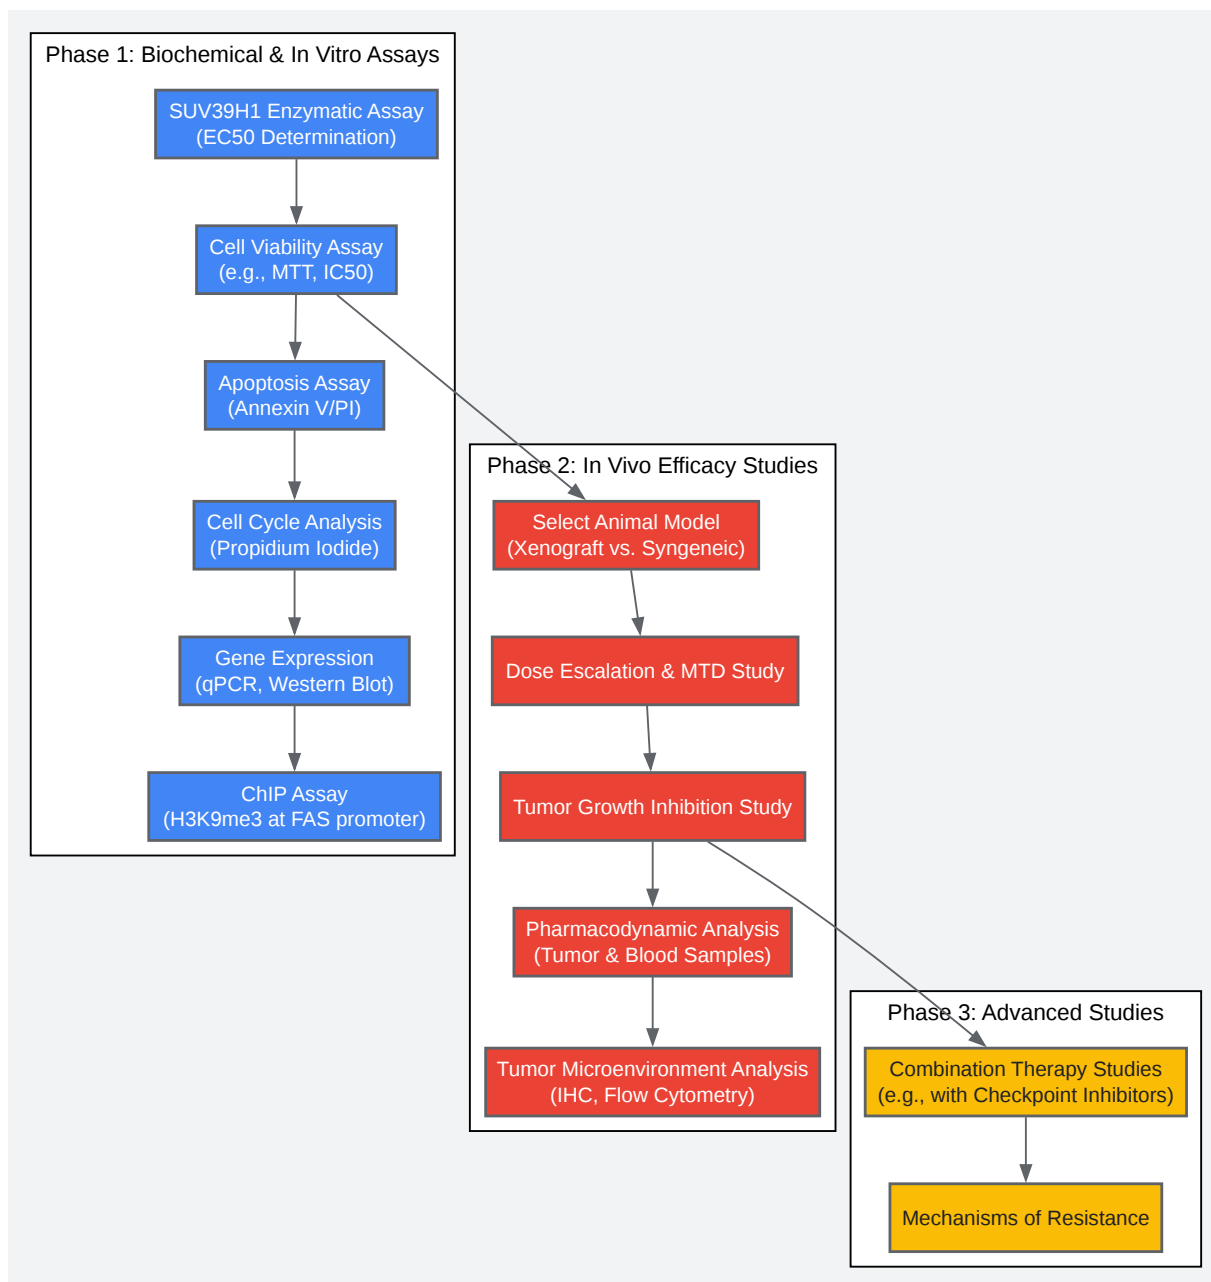 Phase 1: Biochemical & In Vitro Assays
SUV39H1 Enzymatic Assay
(EC50 Determination)
Cell Viability Assay
(e.g., MTT, IC50)
Apoptosis Assay
(Annexin V/PI)
Cell Cycle Analysis
(Propidium Iodide)
Gene Expression
(qPCR, Western Blot)
ChIP Assay
(H3K9me3 at FAS promoter)
Phase 2: In Vivo Efficacy Studies
Select Animal Model
(Xenograft vs. Syngeneic)
Dose Escalation & MTD Study
Tumor Growth Inhibition Study
Pharmacodynamic Analysis
(Tumor & Blood Samples)
Tumor Microenvironment Analysis
(IHC, Flow Cytometry)
Phase 3: Advanced Studies
Combination Therapy Studies
(e.g., with Checkpoint Inhibitors)
Mechanisms of Resistance